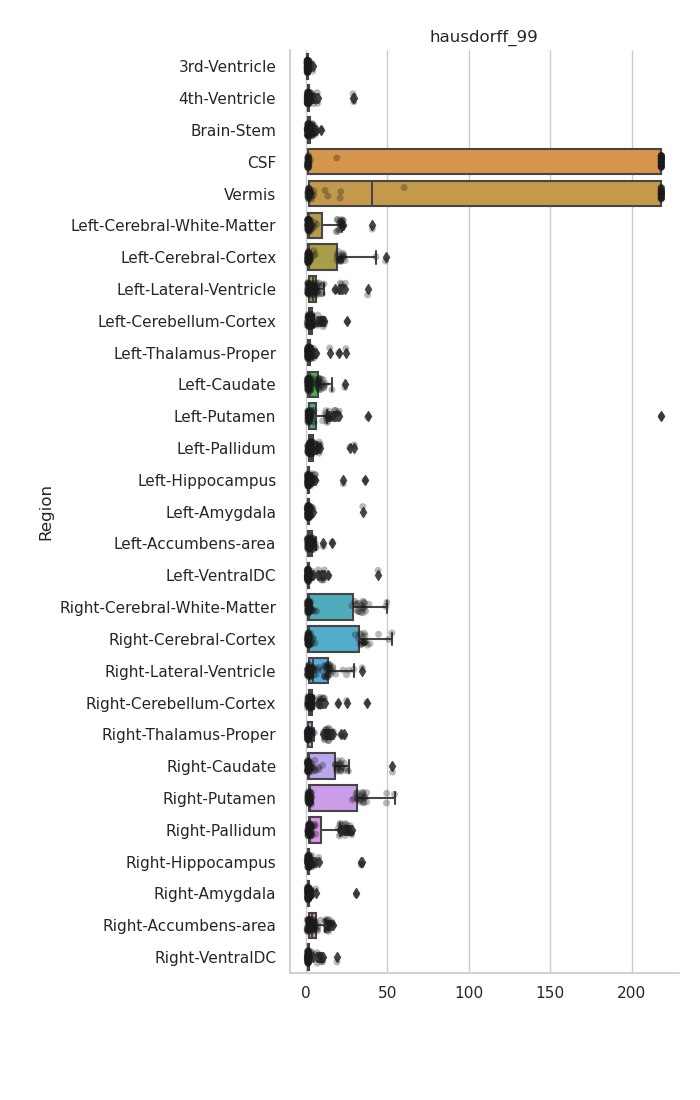 hausdorff_99
3rd-Ventricle
4th-Ventricle
Brain-Stem
CSF
Vermis
Left-Cerebral-White-Matter
Left-Cerebral-Cortex
Left-Lateral-Ventricle
Left-Cerebellum-Cortex
Left-Thalamus-Proper
Left-Caudate
Left-Putamen
Left-Pallidum
Left-Hippocampus
Left-Amygdala
Left-Accumbens-area
Left-VentralDC
Right-Cerebral-White-Matter
Right-Cerebral-Cortex
Right-Lateral-Ventricle
Right-Cerebellum-Cortex
Right-Thalamus-Proper
Right-Caudate
Right-Putamen
Right-Pallidum
Right-Hippocampus
Right-Amygdala
Right-Accumbens-area
Right-VentralDC
Region
0 50 100 150 200